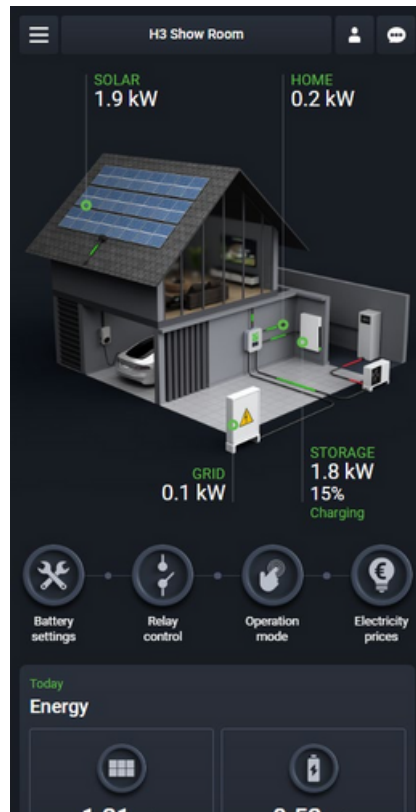 H3 Show Room
SOLAR
1.9 kW
HOME
0.2 kW
GRID
0.1 kW
STORAGE
1.8 kW
15%
Charging
Battery
settings
Relay
control
Operation
mode
Electricity
prices
Today
Energy